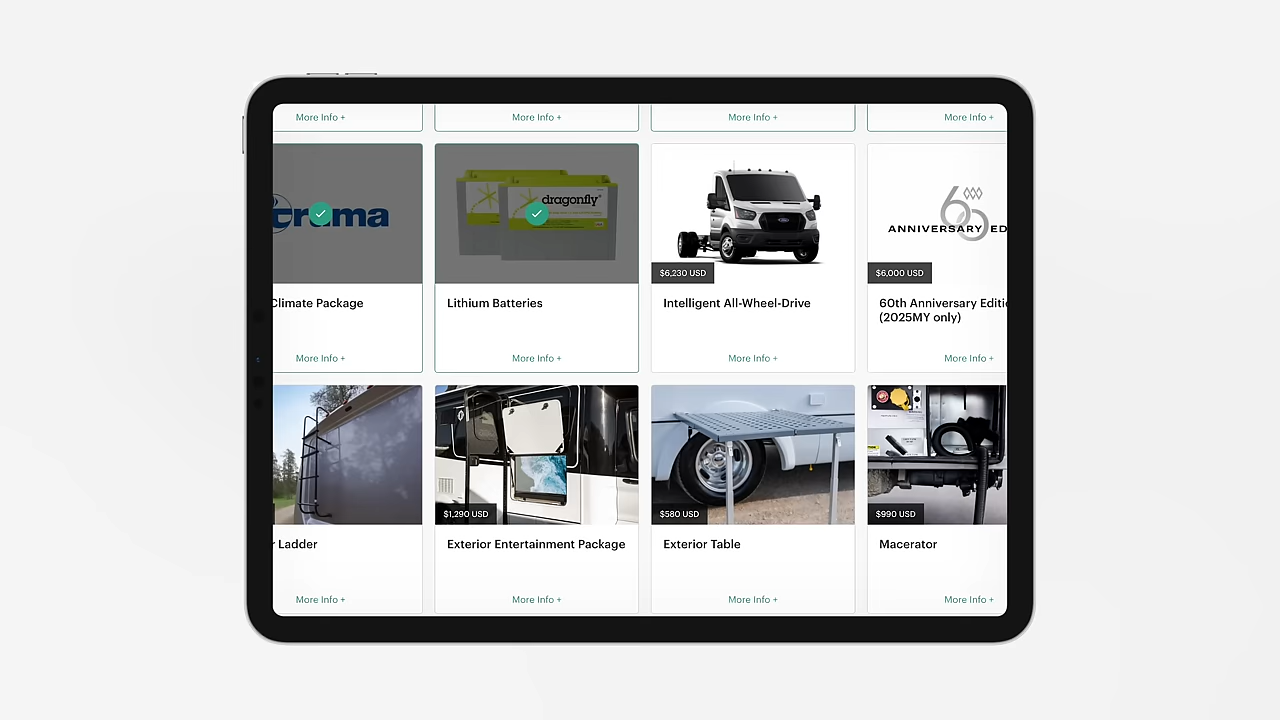 More Info +
More Info +
More Info +
More Info +
truma
dragonfly
$6,230 USD
60
ANNIVERSARY ED
$6,000 USD
Climate Package
Lithium Batteries
Intelligent All-Wheel-Drive
60th Anniversary Editi
(2025MY only)
More Info +
More Info +
More Info +
More Info +
$1,290 USD
$580 USD
$990 USD
r Ladder
Exterior Entertainment Package
Exterior Table
Macerator
More Info +
More Info +
More Info +
More Info +